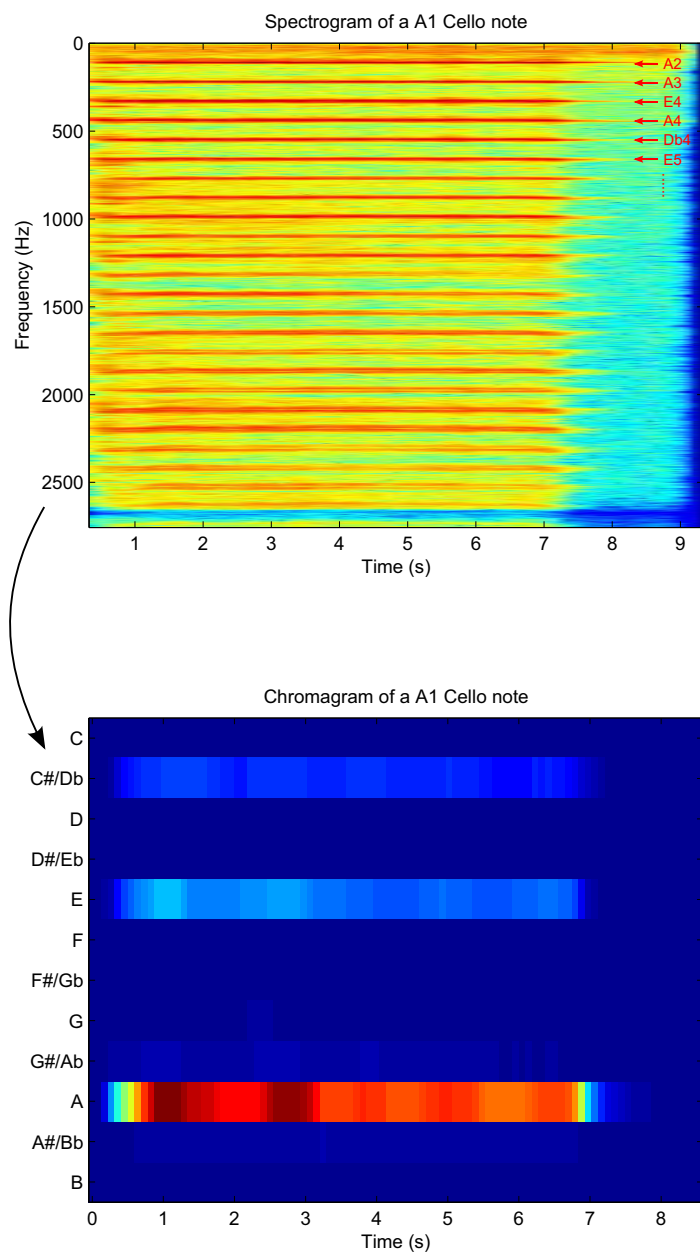 Spectrogram of a A1 Cello note
0
500
1000
1500
2000
2500
Frequency (Hz)
A2
A3
E4
A4
Db4
E5
1 2 3 4 5 6 7 8 9
Time (s)
Chromagram of a A1 Cello note
C
C#/Db
D
D#/Eb
E
F
F#/Gb
G
G#/Ab
A
A#/Bb
B
0 1 2 3 4 5 6 7 8
Time (s)